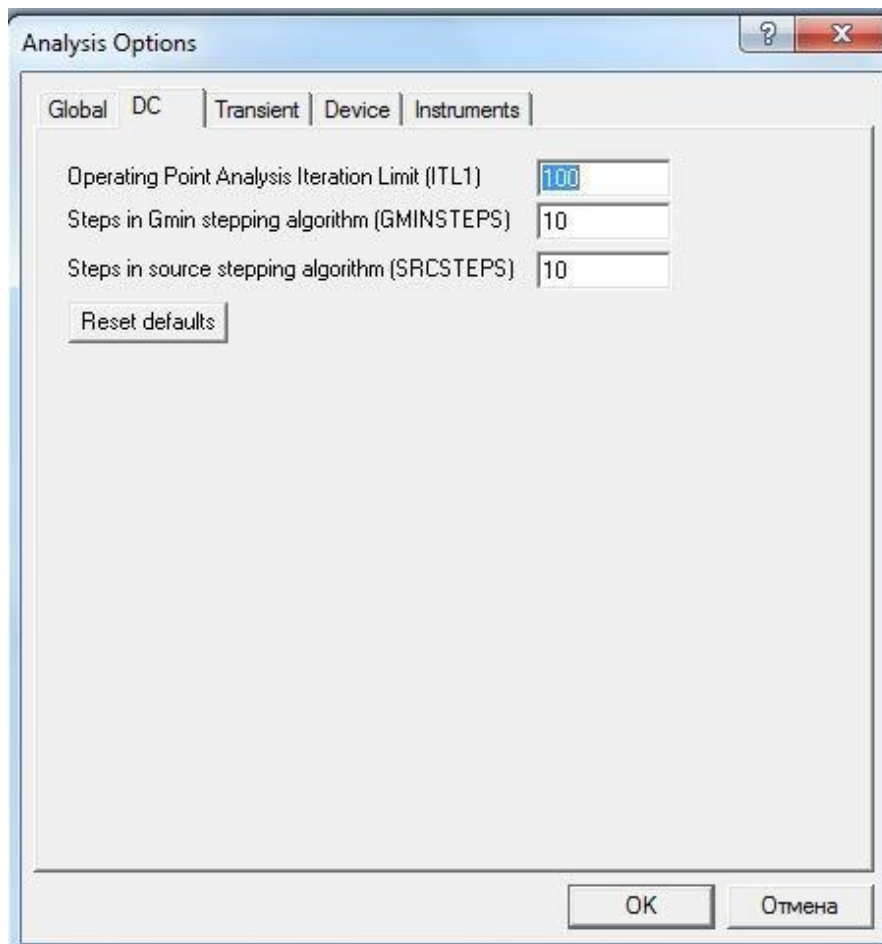 Analysis Options
Global DC Transient Device Instruments
Operating Point Analysis Iteration Limit (ITL1) 100
Steps in Gmin stepping algorithm (GMINSTEPS) 10
Steps in source stepping algorithm (SRCSTEPS) 10
Reset defaults
OK Отмена